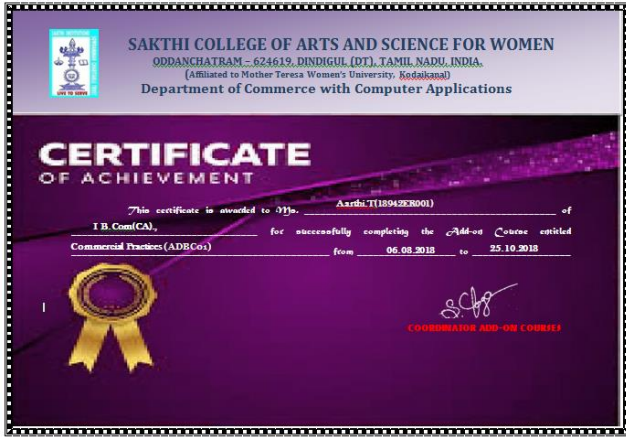 SAKTHI COLLEGE OF ARTS AND SCIENCE FOR WOMEN
ODDANCHATRAM – 624619, DINDIGUL (DT), TAMIL NADU, INDIA.
(Affiliated to Mother Teresa Women's University, Kodaikanal)
Department of Commerce with Computer Applications
LIVE TO SERVE
CERTIFICATE
OF ACHIEVEMENT
This certificate is awarded to Ms. Aarthi.T(18942ER001) of
I B.Com(CA)., for successfully completing the Add-on Course entitled
Commercial Practices (ADBC01) from 06.08.2018 to 25.10.2018
COORDINATOR ADD-ON COURSES